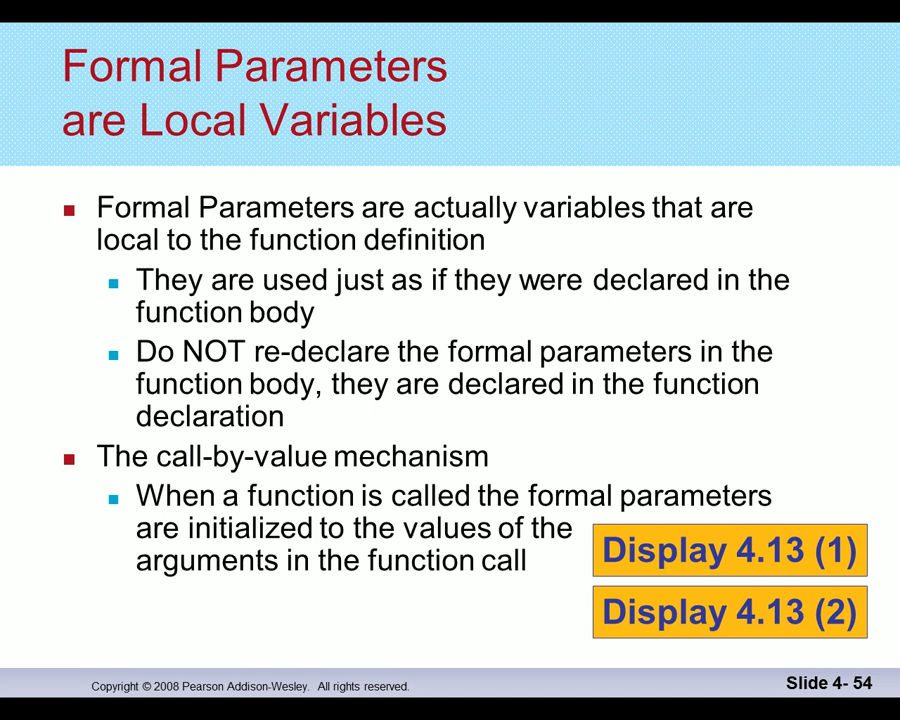 Formal Parameters
are Local Variables
Formal Parameters are actually variables that are
local to the function definition
They are used just as if they were declared in the
function body
Do NOT re-declare the formal parameters in the
function body, they are declared in the function
declaration
The call-by-value mechanism
When a function is called the formal parameters
are initialized to the values of the
arguments in the function call
Display 4.13 (1)
Display 4.13 (2)
Copyright © 2008 Pearson Addison-Wesley. All rights reserved.
Slide 4- 54